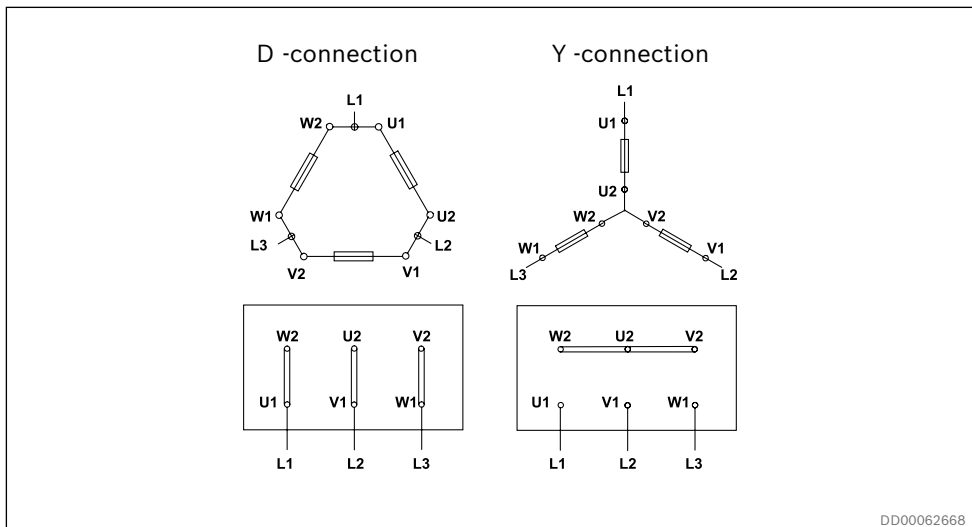 D -connection
Y -connection
L1
W2 U1
W1 U2
L3 L2
V2 V1
L1
U1
U2
W2 V2
W1 V1
L3 L2
W2 U2 V2
U1 V1 W1
L1 L2 L3
W2 U2 V2
U1 V1 W1
L1 L2 L3
DD00062668